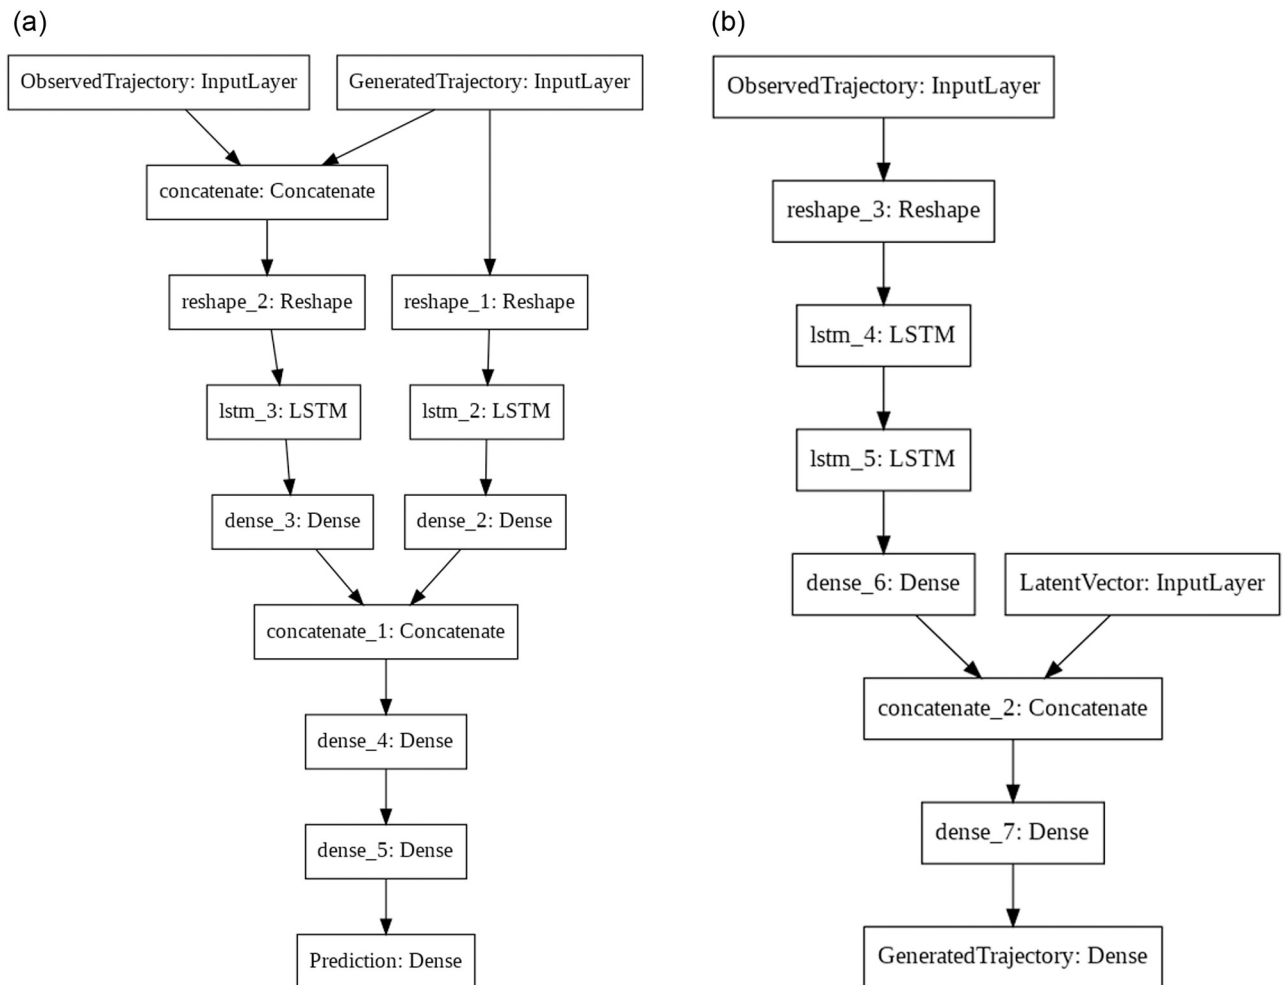 (a)
ObservedTrajectory: InputLayer
GeneratedTrajectory: InputLayer
concatenate: Concatenate
reshape_2: Reshape
reshape_1: Reshape
lstm_3: LSTM
lstm_2: LSTM
dense_3: Dense
dense_2: Dense
concatenate_1: Concatenate
dense_4: Dense
dense_5: Dense
Prediction: Dense
(b)
ObservedTrajectory: InputLayer
reshape_3: Reshape
lstm_4: LSTM
lstm_5: LSTM
dense_6: Dense
LatentVector: InputLayer
concatenate_2: Concatenate
dense_7: Dense
GeneratedTrajectory: Dense